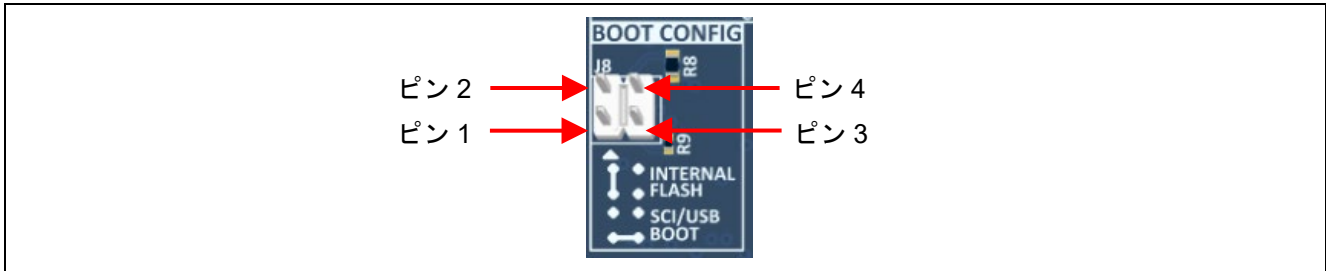 BOOT CONFIG
J8
R8
ピン 2
ピン 4
ピン 1
ピン 3
R9
INTERNAL
FLASH
SCI/USB
BOOT